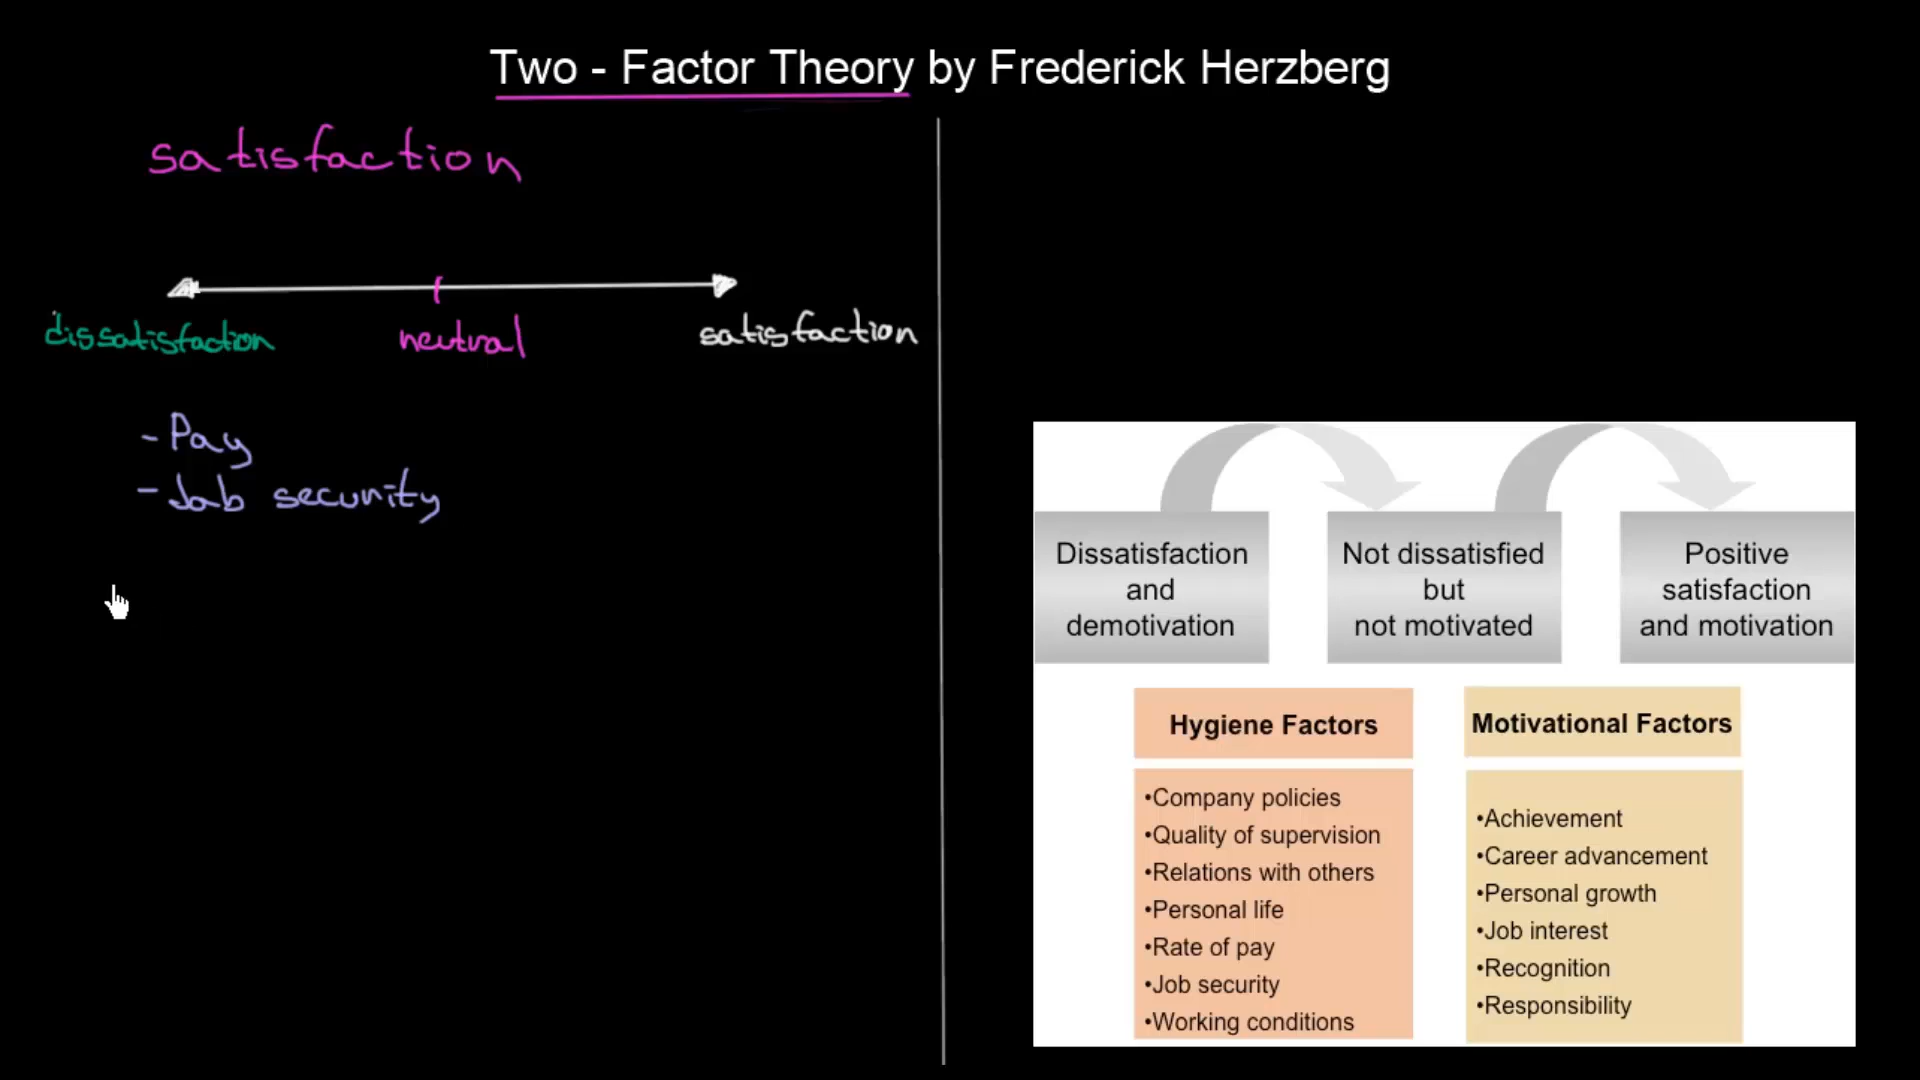 Two - Factor Theory by Frederick Herzberg
satisfaction
dissatisfaction
neutral
satisfaction
- Pay
- Job security
Dissatisfaction
and
demotivation
Not dissatisfied
but
not motivated
Positive
satisfaction
and motivation
Hygiene Factors
•Company policies
•Quality of supervision
•Relations with others
•Personal life
•Rate of pay
•Job security
•Working conditions
Motivational Factors
•Achievement
•Career advancement
•Personal growth
•Job interest
•Recognition
•Responsibility